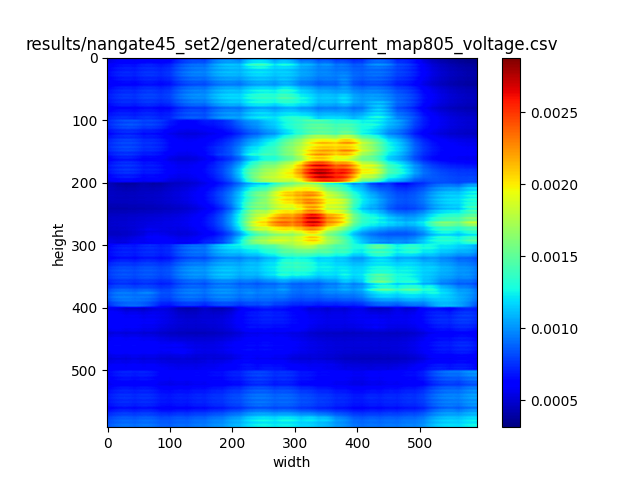 results/nangate45_set2/generated/current_map805_voltage.csv
0
100
200
300
400
500
height
0 100 200 300 400 500
width
0.0025
0.0020
0.0015
0.0010
0.0005